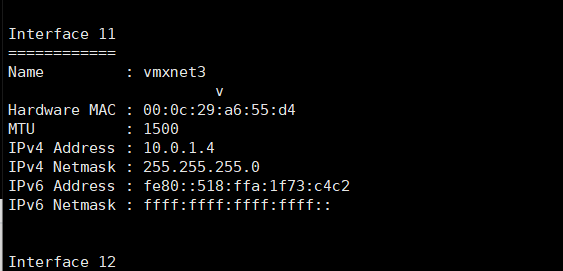 Interface 11
============
Name         : vmxnet3
                       v
Hardware MAC : 00:0c:29:a6:55:d4
MTU          : 1500
IPv4 Address : 10.0.1.4
IPv4 Netmask : 255.255.255.0
IPv6 Address : fe80::518:ffa:1f73:c4c2
IPv6 Netmask : ffff:ffff:ffff:ffff::
Interface 12